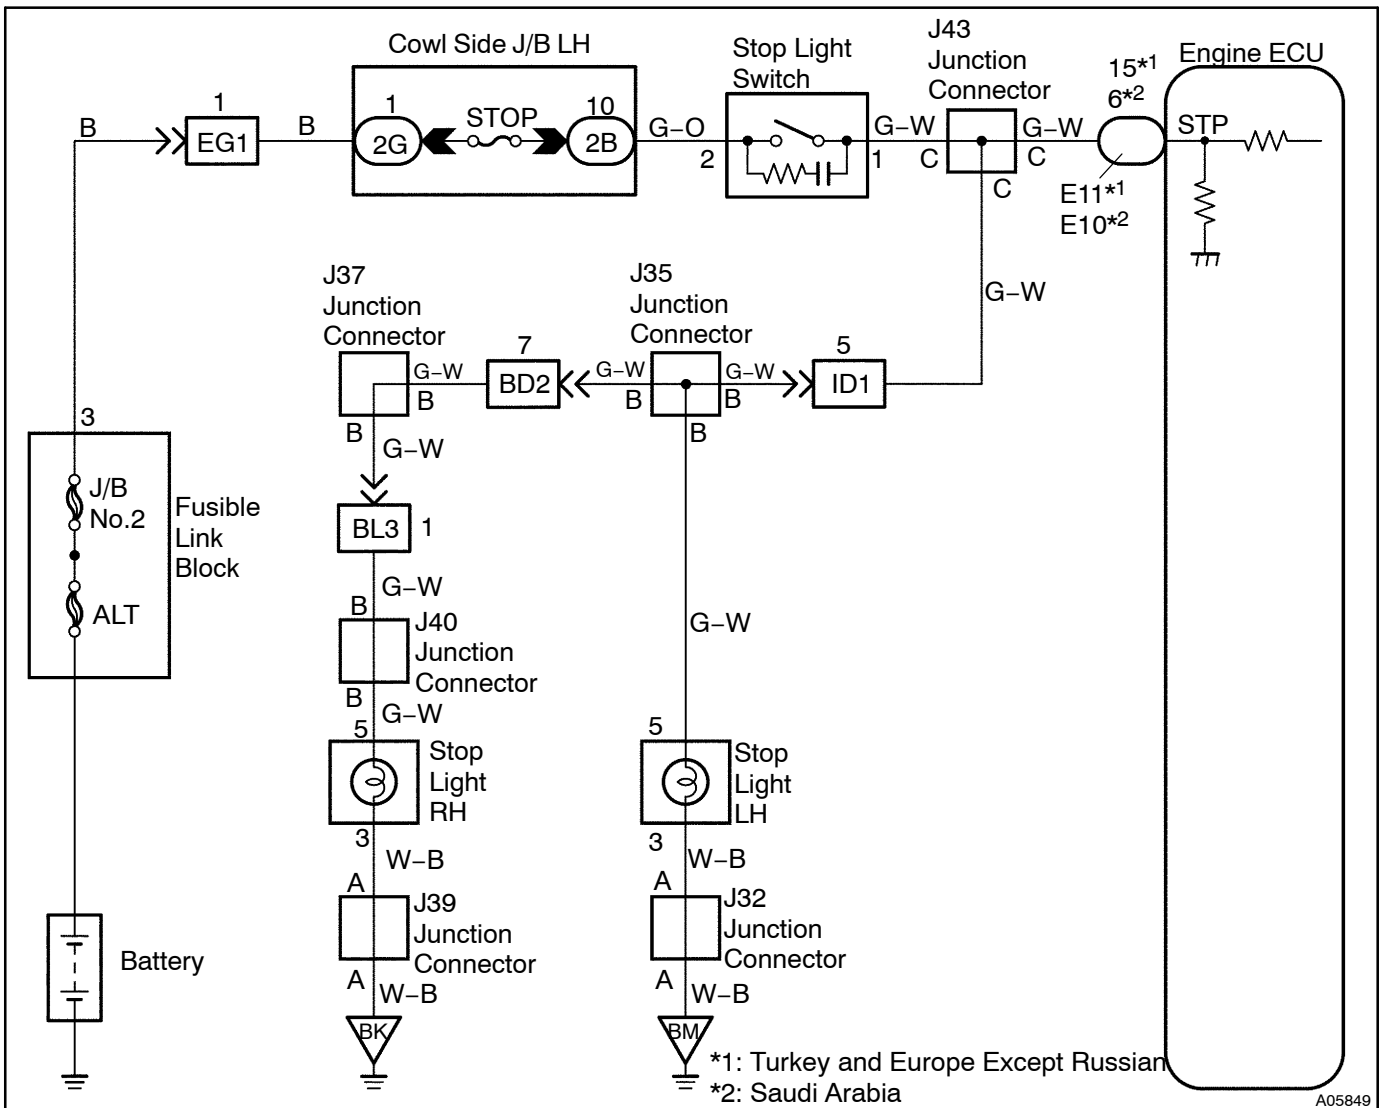 Cowl Side J/B LH
Stop Light
Switch
J43
Junction
Connector
15*1
6*2
Engine ECU
B
1
EG1
B
1
2G
STOP
10
2B
G–O
2
1
G–W
C
G–W
C
C
STP
E11*1
E10*2
G–W
J37
Junction
Connector
J35
Junction
Connector
G–W
B
B
G–W
7
BD2
G–W
B
G–W
B
B
5
ID1
3
J/B
No.2
ALT
Fusible
Link
Block
BL3
1
G–W
B
J40
Junction
Connector
B
G–W
G–W
5
Stop
Light
RH
3
W–B
5
Stop
Light
LH
3
W–B
A
J39
Junction
Connector
A
W–B
BK
A
J32
Junction
Connector
A
W–B
BM
Battery
*1: Turkey and Europe Except Russian
*2: Saudi Arabia
A05849